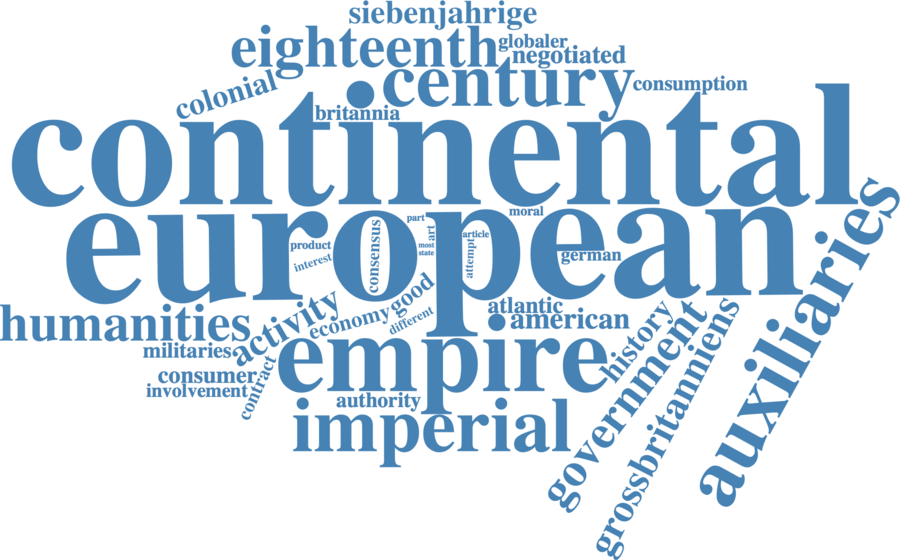 siebenjahrige
eighteenth
globaler
negotiated
century
colonial
consumption
britannia
continental
european
auxiliaries
moral
part
art
article
consensus
product
most
state
attempt
german
interest
good
economy
different
activity
humanities
atlantic
american
history
government
grossbritanniens
militaries
empire
consumer
involvement
contract
authority
imperial